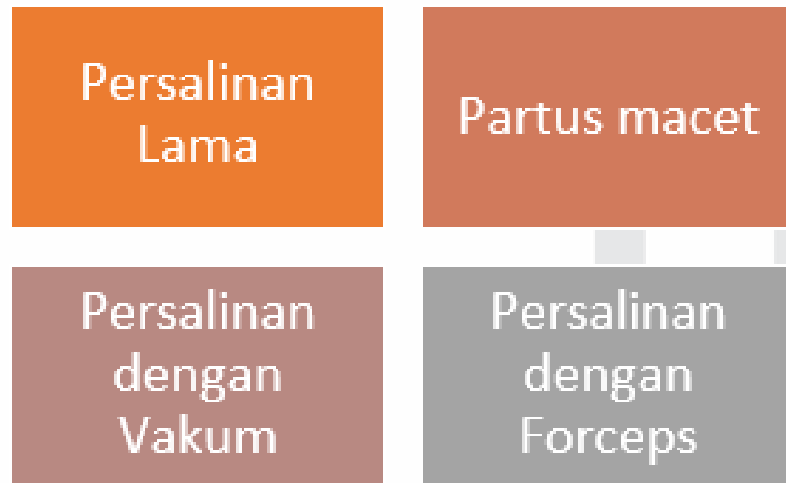 Persalinan
Lama
Partus macet
Persalinan
dengan
Vakum
Persalinan
dengan
Forceps